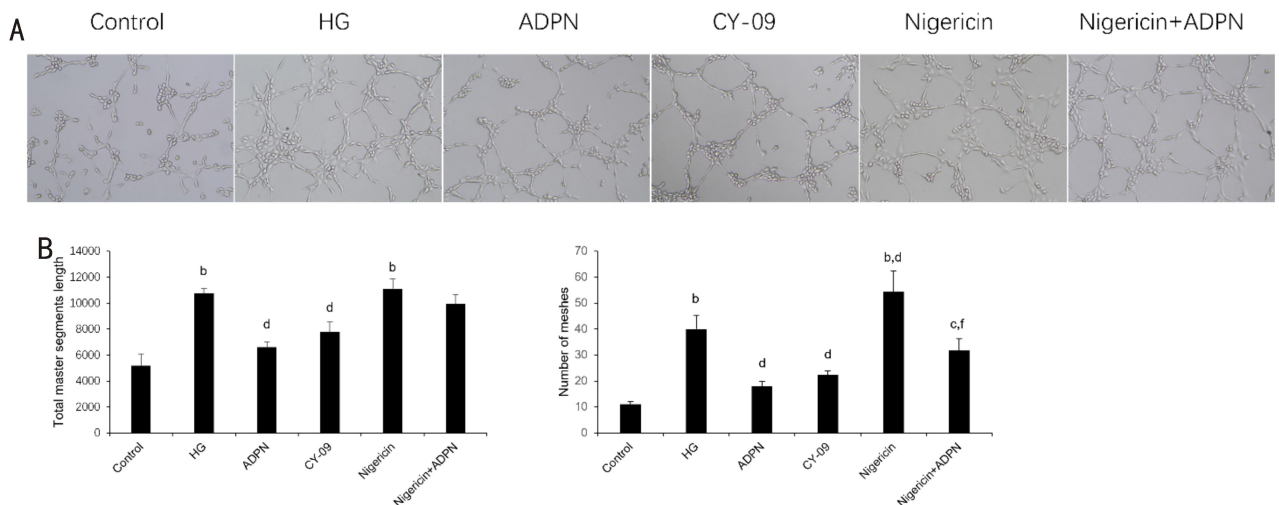 A
Control
HG
ADPN
CY-09
Nigericin
Nigericin+ADPN
B
Total master segments length
14000
12000
10000
8000
6000
4000
2000
0
b
d
d
b
Control
HG
ADPN
CY-09
Nigericin
Nigericin+ADPN
Number of meshes
70
60
50
40
30
20
10
0
b
d
d
b,d
c,f
Control
HG
ADPN
CY-09
Nigericin
Nigericin+ADPN